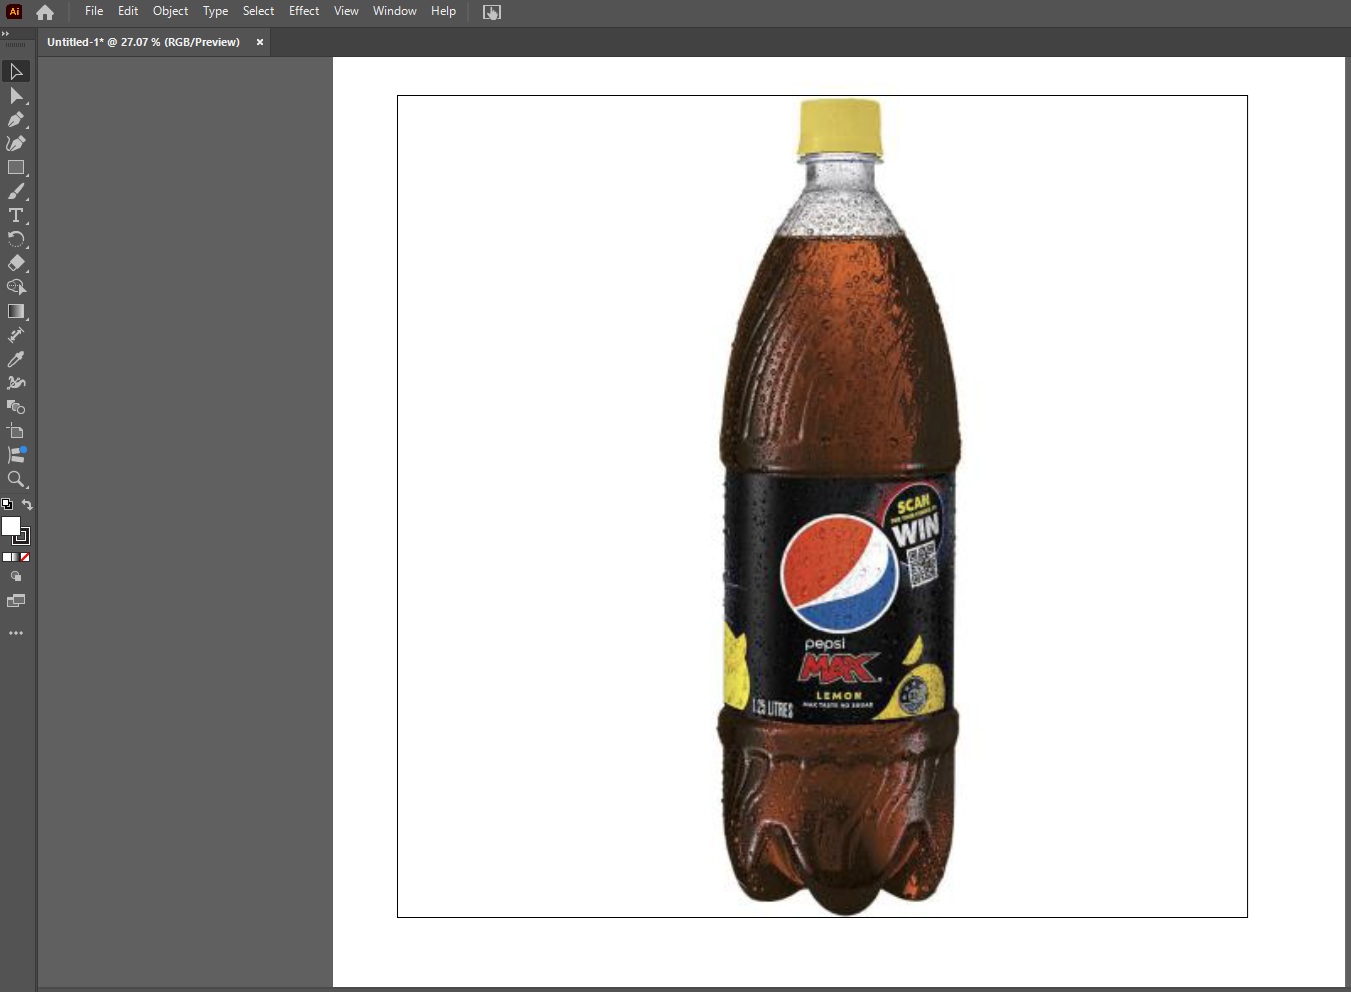 Ai File Edit Object Type Select Effect View Window Help
Untitled-1* @ 27.07 % (RGB/Preview) ×
SCAN
WIN
pepsi
MAX
LEMON
MAX TASTE NO SUGAR
1.25 LITRES